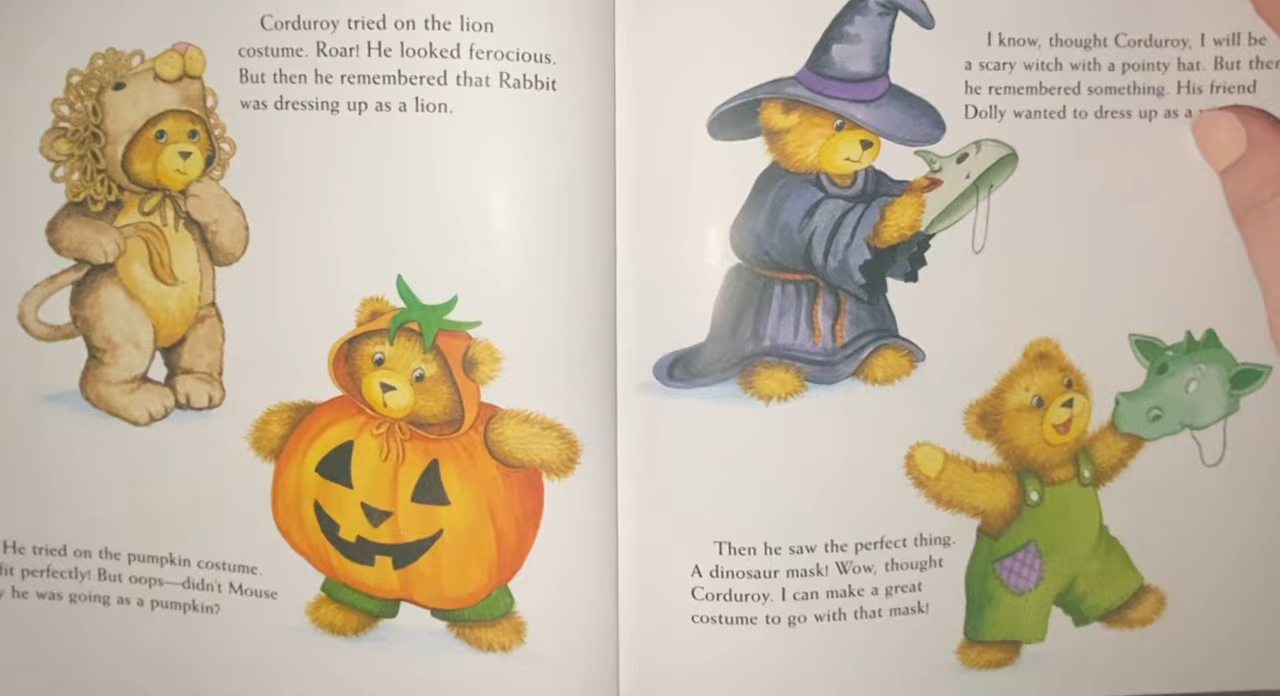 Corduroy tried on the lion
costume. Roar! He looked ferocious.
But then he remembered that Rabbit
was dressing up as a lion.
He tried on the pumpkin costume.
fit perfectly! But oops—didn't Mouse
he was going as a pumpkin?
I know, thought Corduroy, I will be
a scary witch with a pointy hat. But then
he remembered something. His friend
Dolly wanted to dress up as a
Then he saw the perfect thing.
A dinosaur mask! Wow, thought
Corduroy. I can make a great
costume to go with that mask!